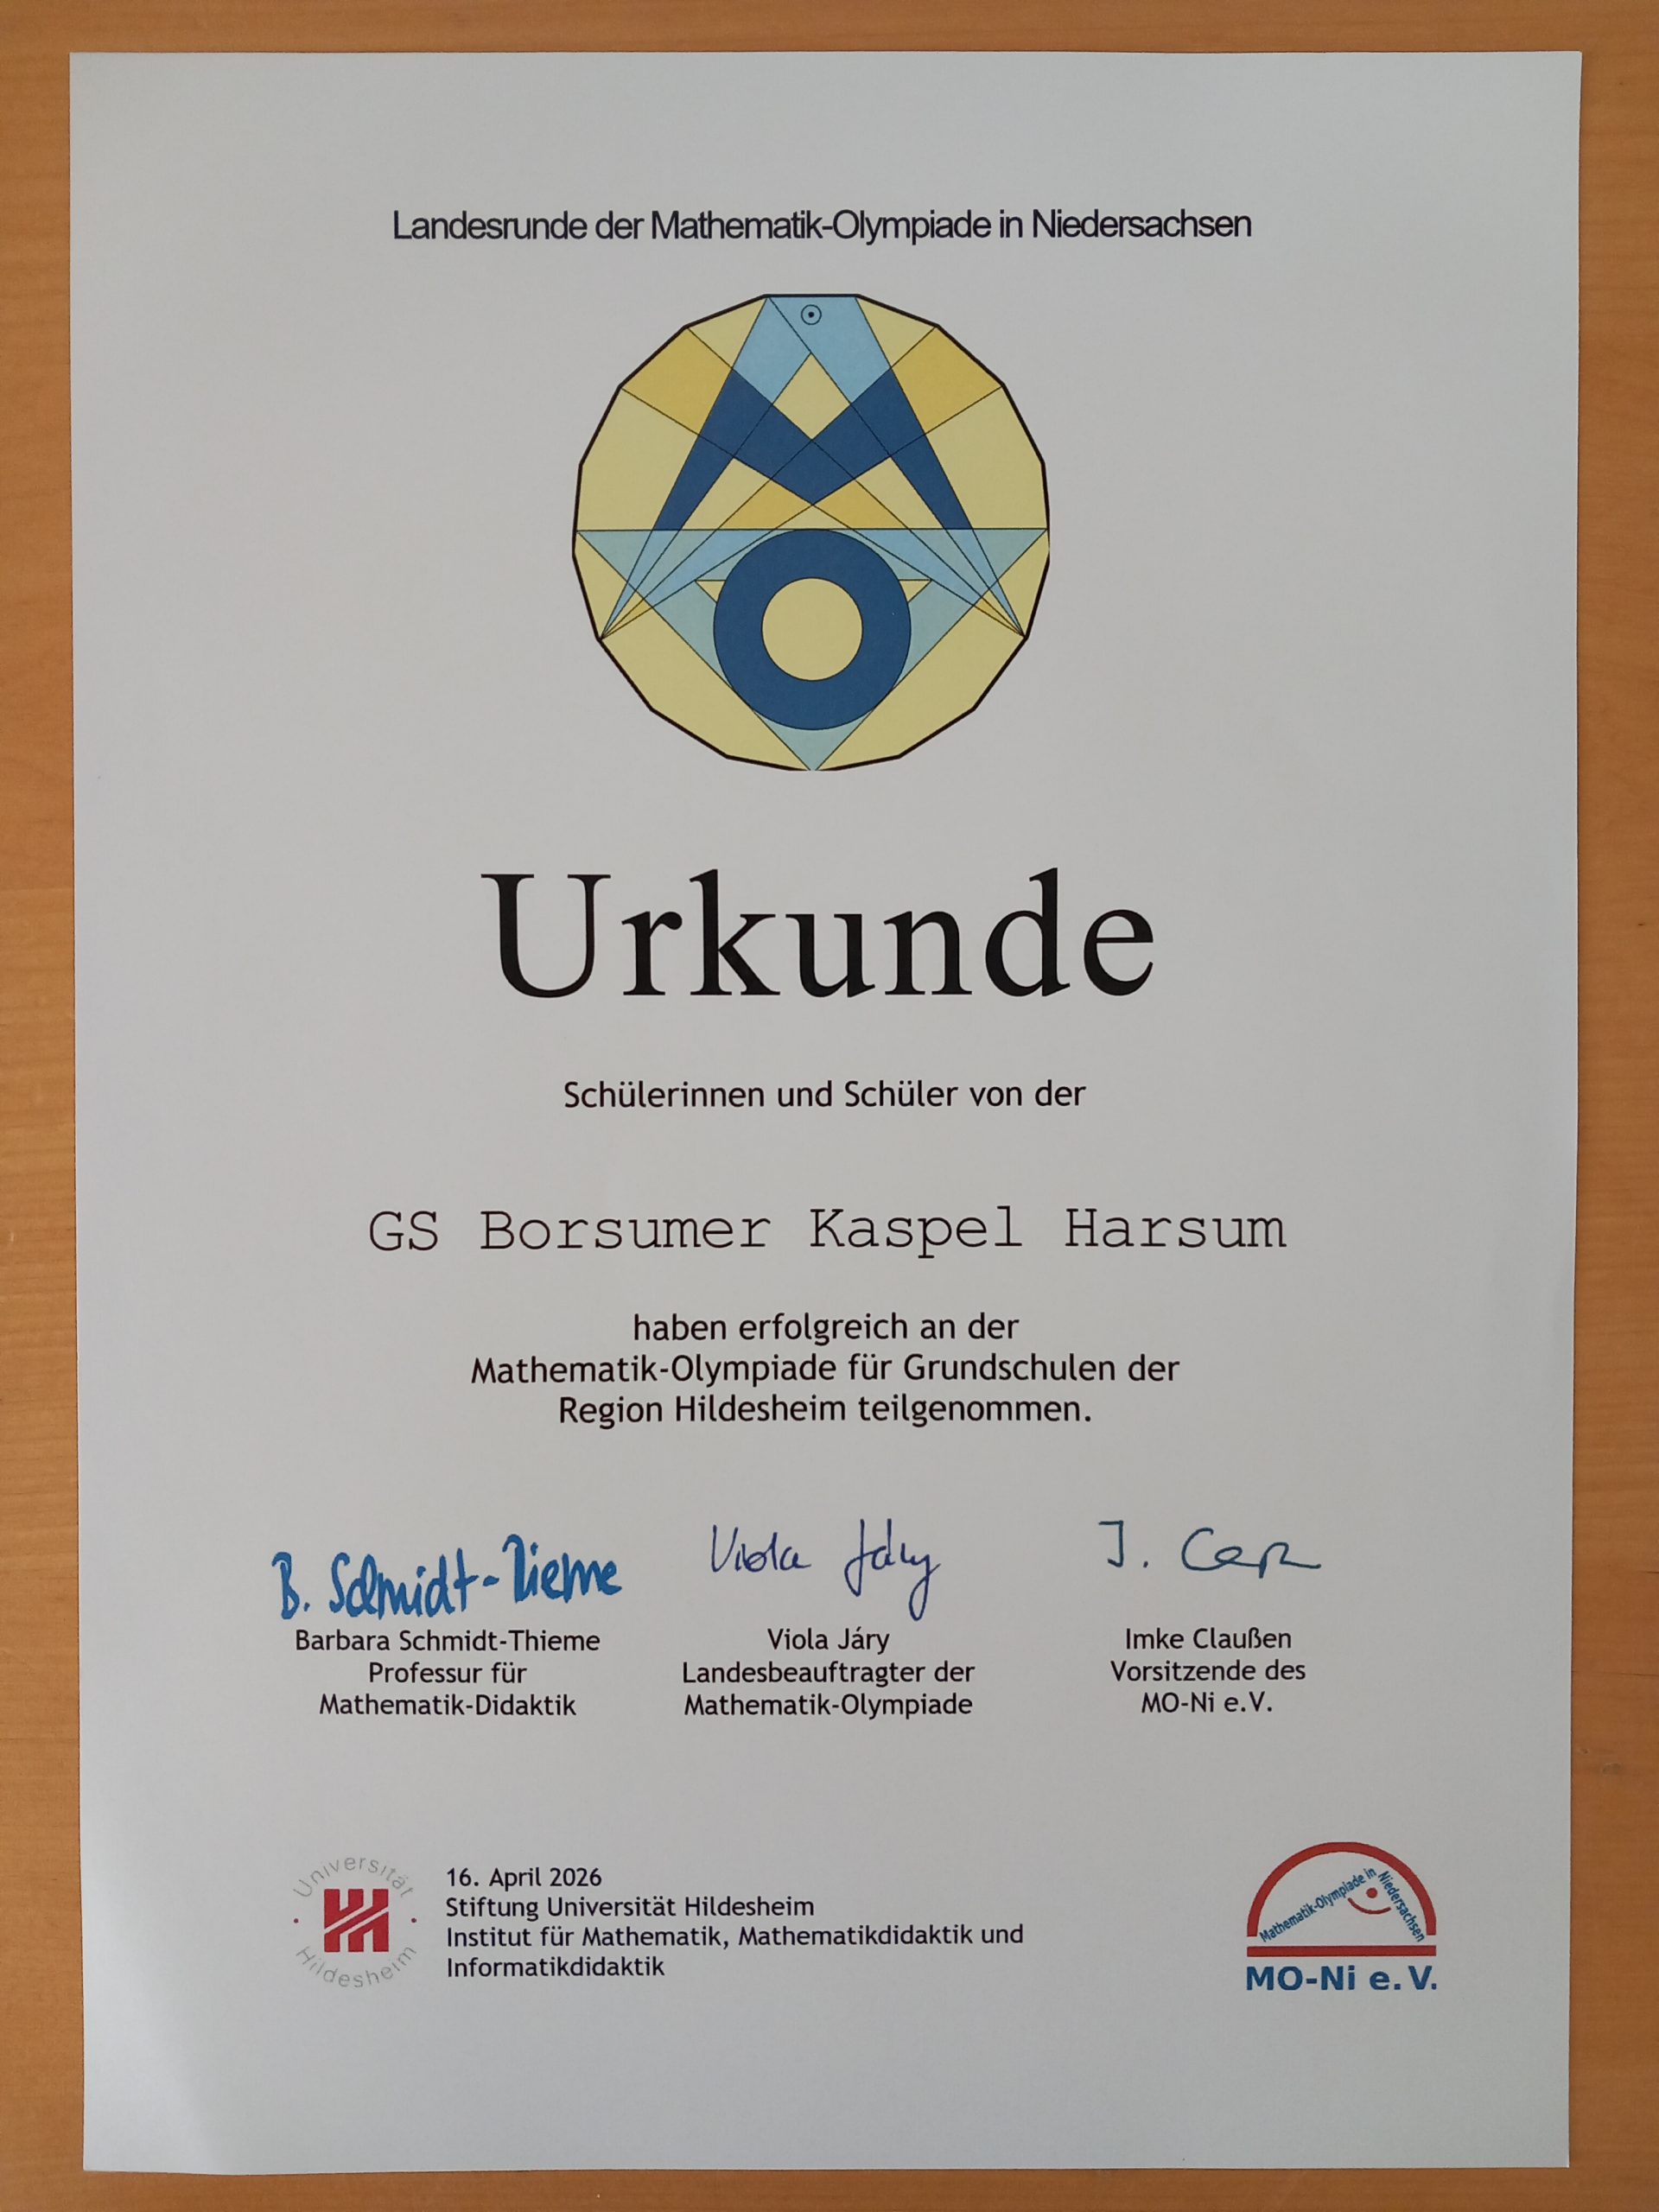 Landesrunde der Mathematik-Olympiade in Niedersachsen
Urkunde
Schülerinnen und Schüler von der
GS Borsumer Kaspel Harsum
haben erfolgreich an der
Mathematik-Olympiade für Grundschulen der
Region Hildesheim teilgenommen.
B. Schmidt-Thieme
Viola Járy
I. Cl
Barbara Schmidt-Thieme
Professur für
Mathematik-Didaktik
Viola Járy
Landesbeauftragter der
Mathematik-Olympiade
Imke Claußen
Vorsitzende des
MO-Ni e.V.
Universität
Hildesheim
16. April 2026
Stiftung Universität Hildesheim
Institut für Mathematik, Mathematikdidaktik und
Informatikdidaktik
Mathematik-Olympiade in
Niedersachsen
MO-Ni e.V.